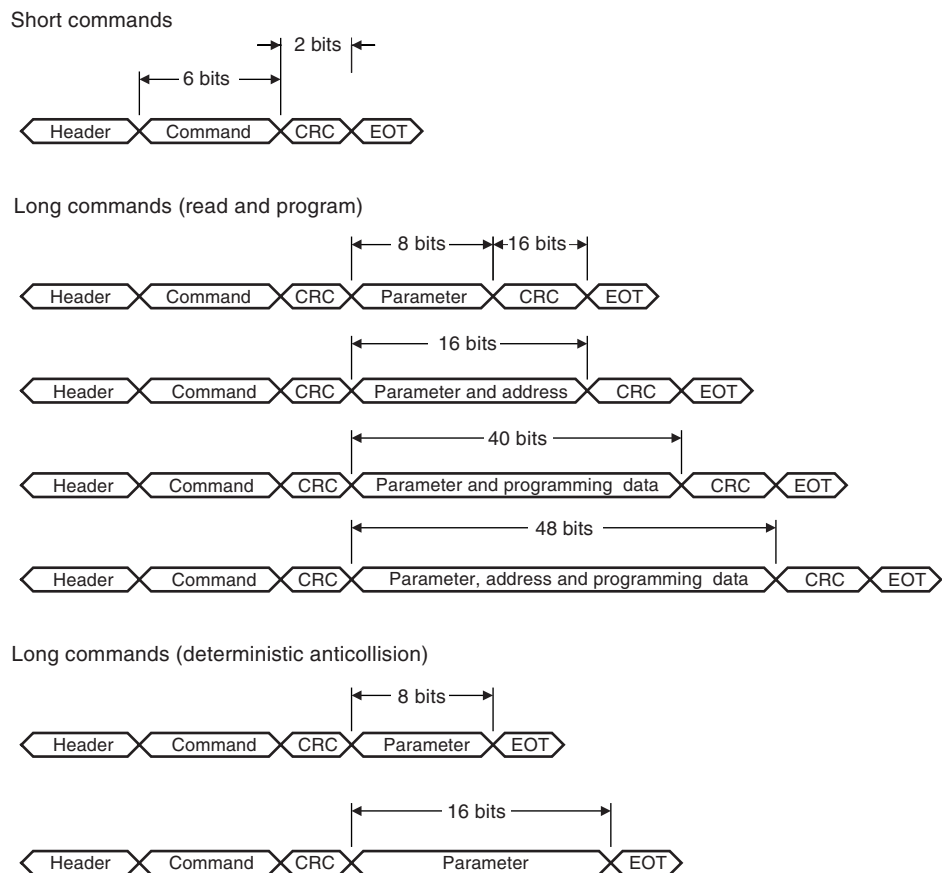 Short commands
2 bits
6 bits
Header Command CRC EOT
Long commands (read and program)
8 bits 16 bits
Header Command CRC Parameter CRC EOT
16 bits
Header Command CRC Parameter and address CRC EOT
40 bits
Header Command CRC Parameter and programming data CRC EOT
48 bits
Header Command CRC Parameter, address and programming data CRC EOT
Long commands (deterministic anticollision)
8 bits
Header Command CRC Parameter EOT
16 bits
Header Command CRC Parameter EOT